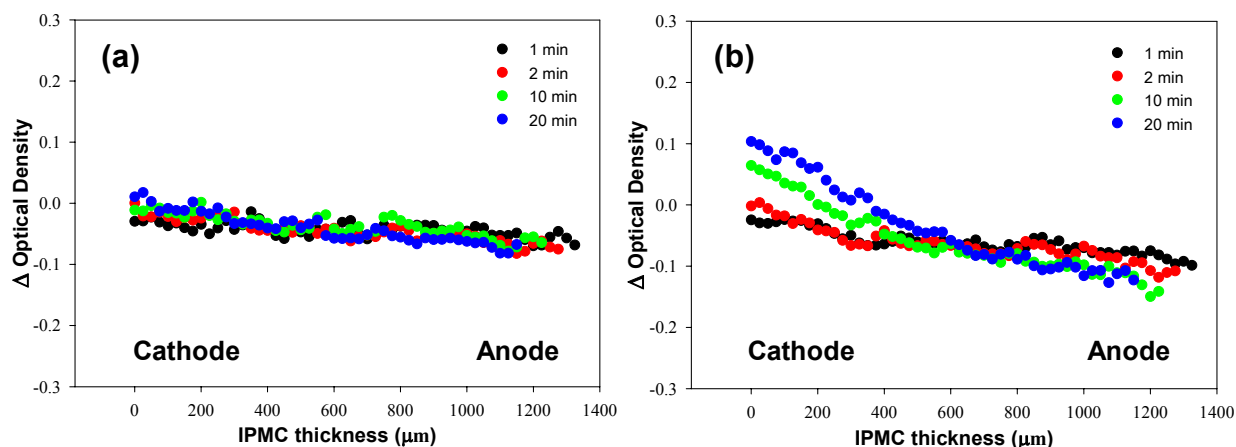 (a)
1 min
2 min
10 min
20 min
0.3
0.2
0.1
0.0
-0.1
-0.2
-0.3
Δ Optical Density
Cathode
Anode
0 200 400 600 800 1000 1200 1400
IPMC thickness (μm)
(b)
1 min
2 min
10 min
20 min
0.3
0.2
0.1
0.0
-0.1
-0.2
-0.3
Δ Optical Density
Cathode
Anode
0 200 400 600 800 1000 1200 1400
IPMC thickness (μm)